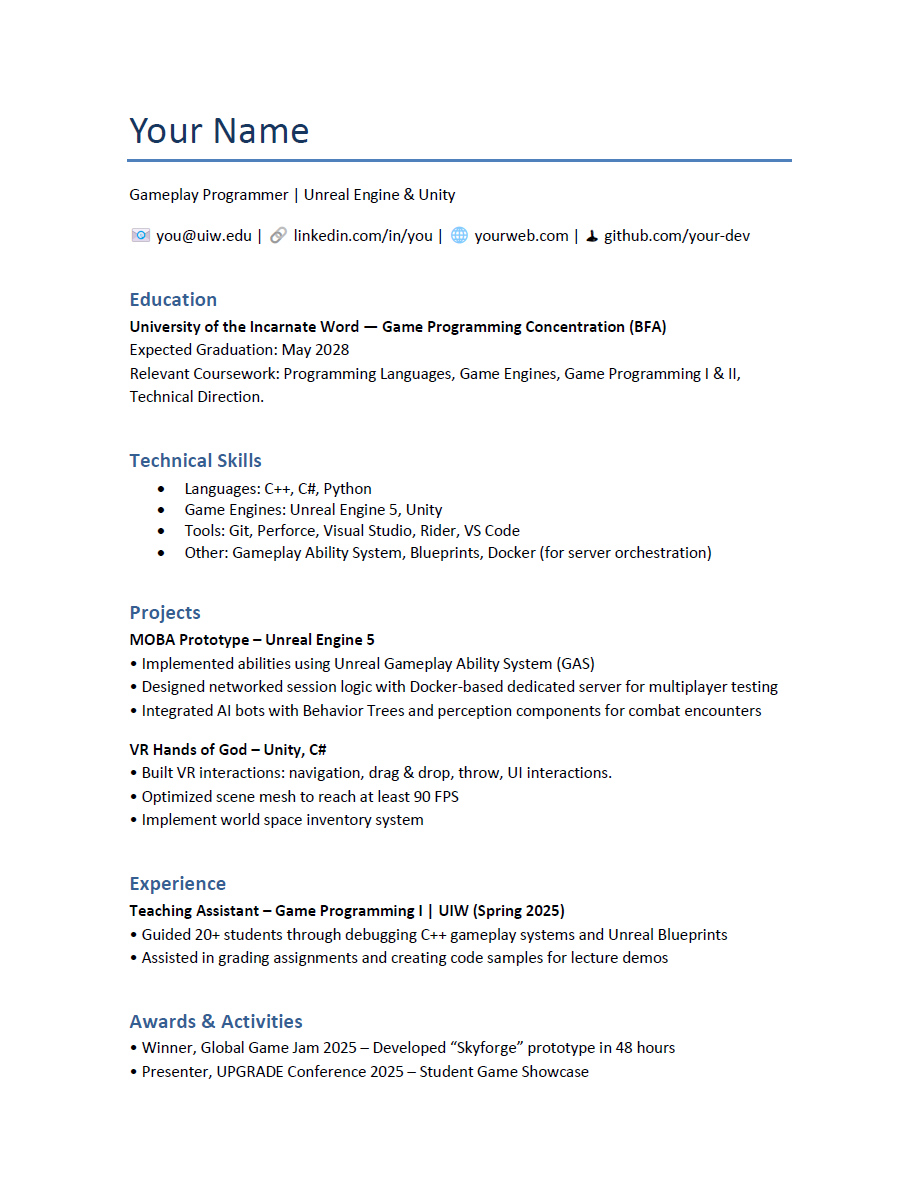 Your Name
Gameplay Programmer | Unreal Engine & Unity
you@uiw.edu | linkedin.com/in/you | yourweb.com | github.com/your-dev
Education
University of the Incarnate Word — Game Programming Concentration (BFA)
Expected Graduation: May 2028
Relevant Coursework: Programming Languages, Game Engines, Game Programming I & II,
Technical Direction.
Technical Skills
• Languages: C++, C#, Python
• Game Engines: Unreal Engine 5, Unity
• Tools: Git, Perforce, Visual Studio, Rider, VS Code
• Other: Gameplay Ability System, Blueprints, Docker (for server orchestration)
Projects
MOBA Prototype – Unreal Engine 5
• Implemented abilities using Unreal Gameplay Ability System (GAS)
• Designed networked session logic with Docker-based dedicated server for multiplayer testing
• Integrated AI bots with Behavior Trees and perception components for combat encounters
VR Hands of God – Unity, C#
• Built VR interactions: navigation, drag & drop, throw, UI interactions.
• Optimized scene mesh to reach at least 90 FPS
• Implement world space inventory system
Experience
Teaching Assistant – Game Programming I | UIW (Spring 2025)
• Guided 20+ students through debugging C++ gameplay systems and Unreal Blueprints
• Assisted in grading assignments and creating code samples for lecture demos
Awards & Activities
• Winner, Global Game Jam 2025 – Developed “Skyforge” prototype in 48 hours
• Presenter, UPGRADE Conference 2025 – Student Game Showcase